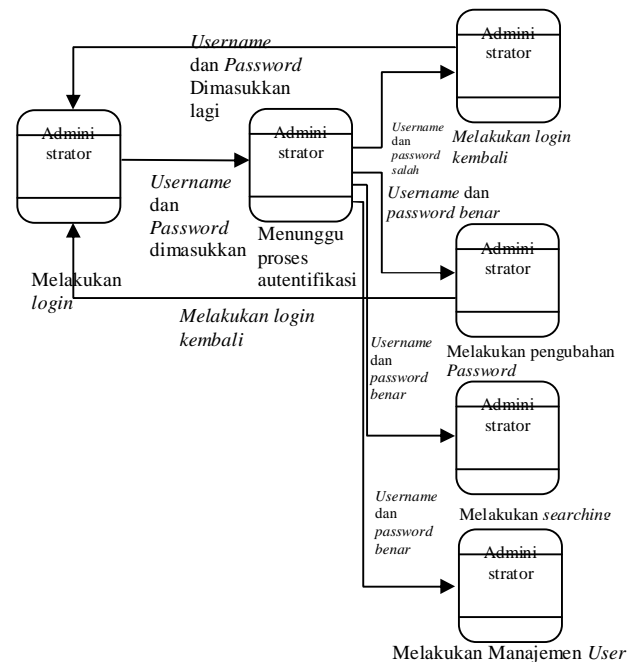 Username
dan Password
Dimasukkan
lagi
Admini
strator
Melakukan login
kembali
Admini
strator
Melakukan
login
Username
dan
Password
dimasukkan
Admini
strator
Menunggu
proses
autentifikasi
Username
dan
password
salah
Username dan
password benar
Admini
strator
Melakukan pengubahan
Password
Melakukan login
kembali
Username
dan
password
benar
Admini
strator
Melakukan searching
Username
dan
password
benar
Admini
strator
Melakukan Manajemen User